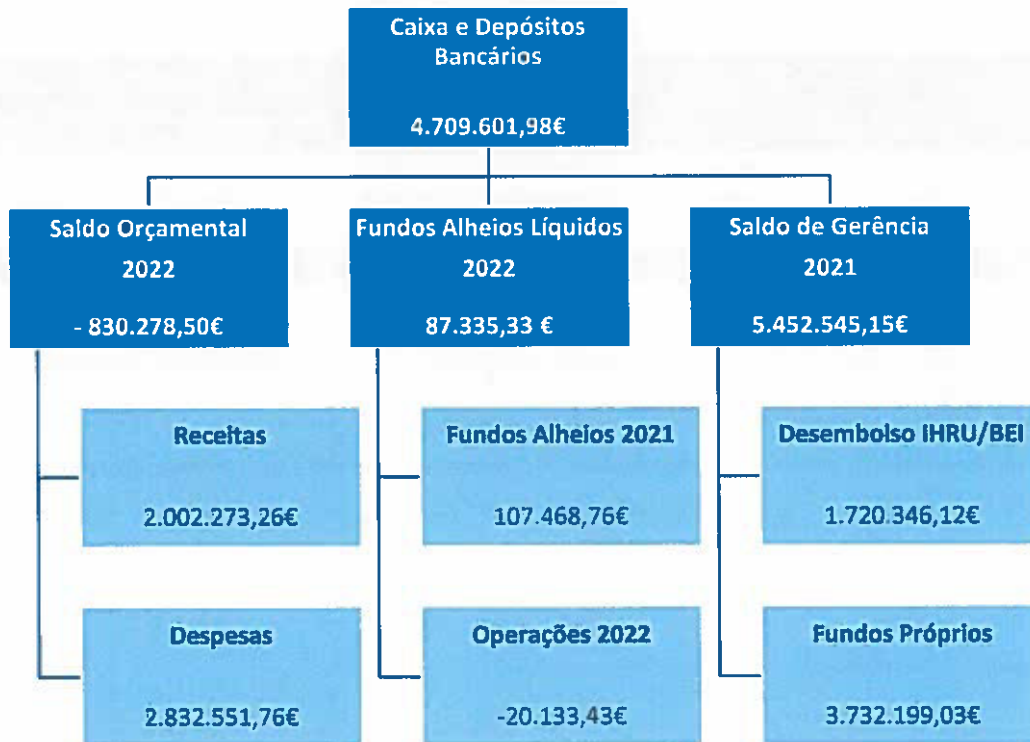 Caixa e Depósitos
Bancários
4.709.601,98€
Saldo Orçamental
2022
- 830.278,50€
Fundos Alheios Líquidos
2022
87.335,33 €
Saldo de Gerência
2021
5.452.545,15€
Receitas
2.002.273,26€
Fundos Alheios 2021
107.468,76€
Desembolso IHRU/BEI
1.720.346,12€
Despesas
2.832.551,76€
Operações 2022
-20.133,43€
Fundos Próprios
3.732.199,03€